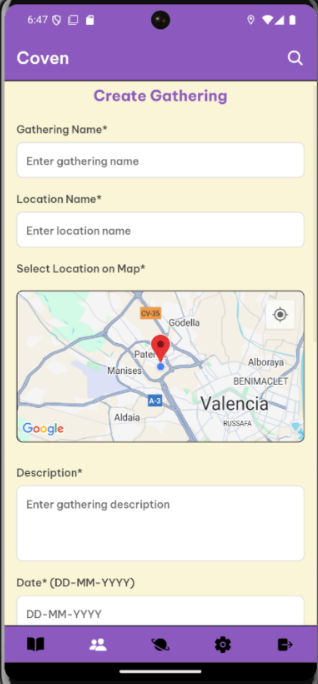 6:47
Coven
Create Gathering
Gathering Name*
Enter gathering name
Location Name*
Enter location name
Select Location on Map*
CV-35
Godella
Pater
Manises
Alboraya
BENIMACLET
A-3
Valencia
Aldaia
RUSSAFA
Google
Description*
Enter gathering description
Date* (DD-MM-YYYY)
DD-MM-YYYY